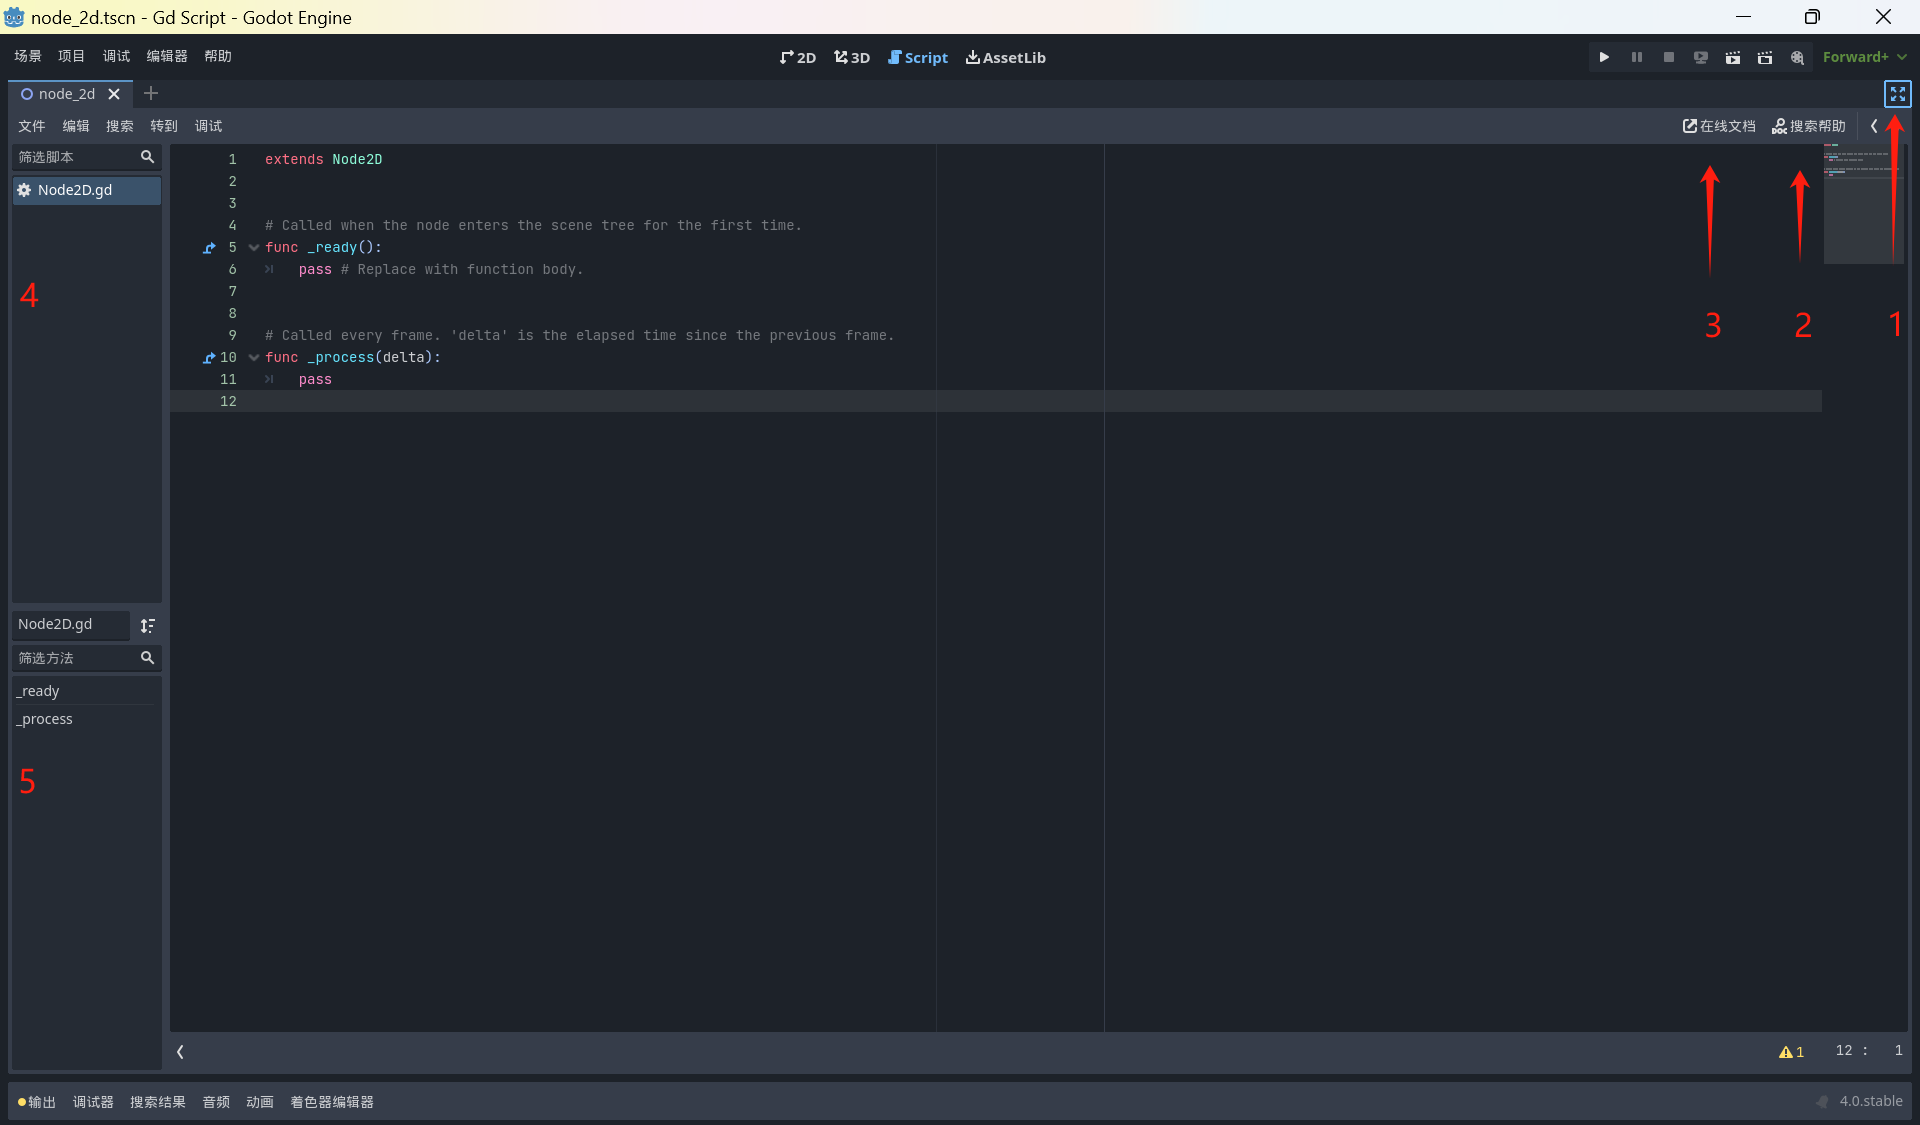 node_2d.tscn - Gd Script - Godot Engine
场景 项目 调试 编辑器 帮助 2D 3D Script AssetLib Forward+
node_2d
文件 编辑 搜索 转到 调试 在线文档 搜索帮助
筛选脚本
Node2D.gd
1 extends Node2D
2
3
4 # Called when the node enters the scene tree for the first time.
5 func _ready():
6 pass # Replace with function body.
7
8
9 # Called every frame. 'delta' is the elapsed time since the previous frame.
10 func _process(delta):
11 pass
12
4
3 2 1
Node2D.gd
筛选方法
_ready
_process
5
1 12 : 1
输出 调试器 搜索结果 音频 动画 着色器编辑器 4.0.stable